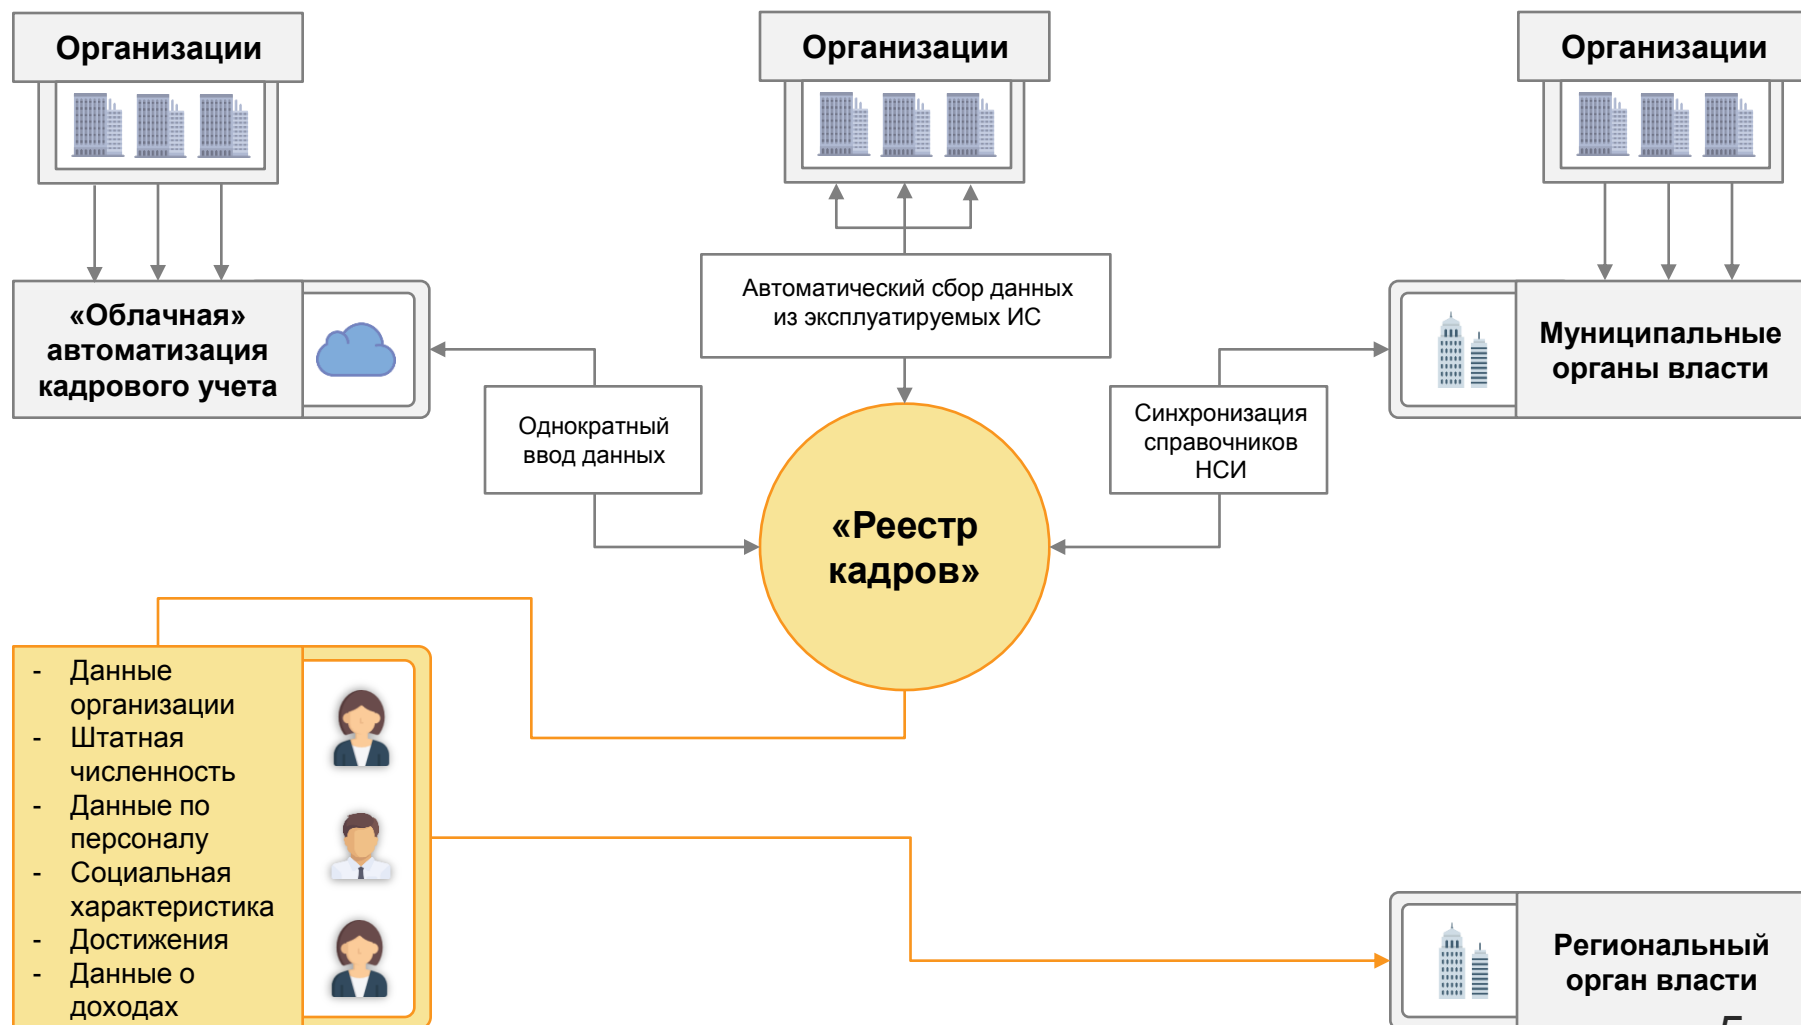 Организации
Организации
Организации
«Облачная»
автоматизация
кадрового учета
Автоматический сбор данных
из эксплуатируемых ИС
Муниципальные
органы власти
Однократный
ввод данных
Синхронизация
справочников
НСИ
«Реестр
кадров»
- Данные
организации
- Штатная
численность
- Данные по
персоналу
- Социальная
характеристика
- Достижения
- Данные о
доходах
Региональный
орган власти